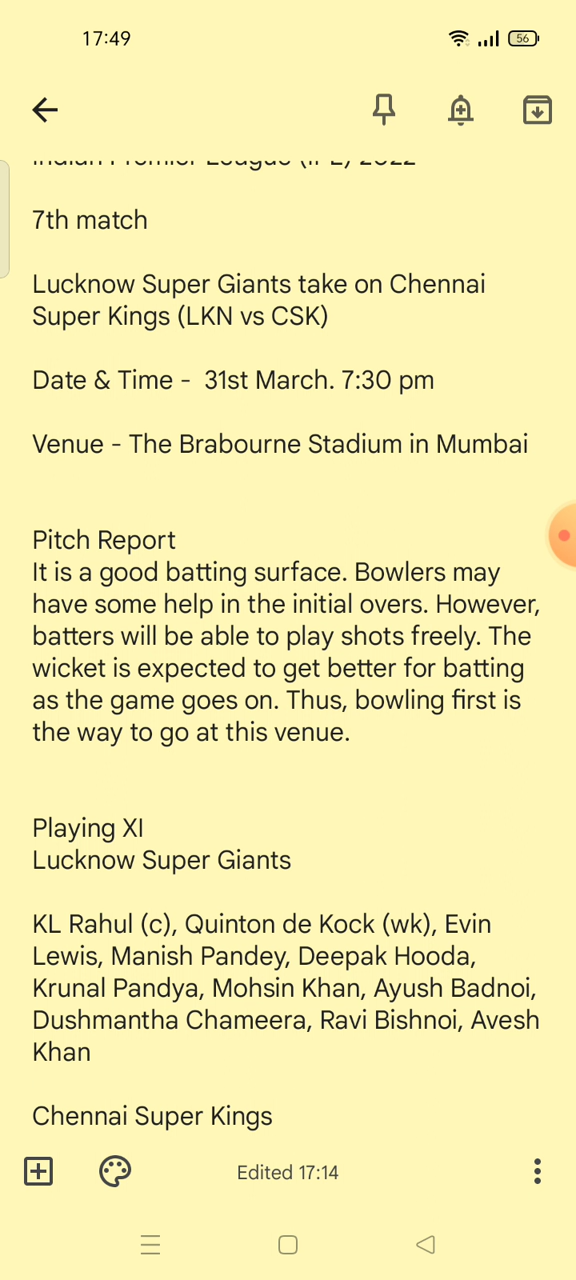 17:49
56
Indian Premier League (IPL) 2022
7th match
Lucknow Super Giants take on Chennai
Super Kings (LKN vs CSK)
Date & Time -  31st March. 7:30 pm
Venue - The Brabourne Stadium in Mumbai
Pitch Report
It is a good batting surface. Bowlers may
have some help in the initial overs. However,
batters will be able to play shots freely. The
wicket is expected to get better for batting
as the game goes on. Thus, bowling first is
the way to go at this venue.
Playing XI
Lucknow Super Giants
KL Rahul (c), Quinton de Kock (wk), Evin
Lewis, Manish Pandey, Deepak Hooda,
Krunal Pandya, Mohsin Khan, Ayush Badnoi,
Dushmantha Chameera, Ravi Bishnoi, Avesh
Khan
Chennai Super Kings
Edited 17:14